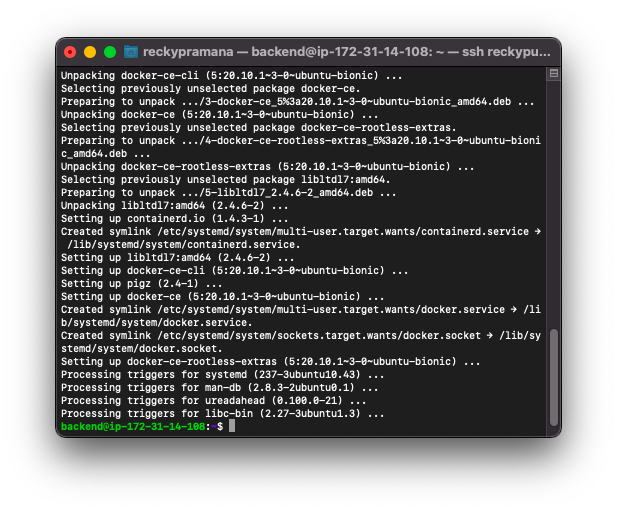 reckypramana — backend@ip-172-31-14-108: ~ — ssh reckypu...
Unpacking docker-ce-cli (5:20.10.1~3-0~ubuntu-bionic) ...
Selecting previously unselected package docker-ce.
Preparing to unpack .../3-docker-ce_5%3a20.10.1~3-0~ubuntu-bionic_amd64.deb ...
Unpacking docker-ce (5:20.10.1~3-0~ubuntu-bionic) ...
Selecting previously unselected package docker-ce-rootless-extras.
Preparing to unpack .../4-docker-ce-rootless-extras_5%3a20.10.1~3-0~ubuntu-bioni
c_amd64.deb ...
Unpacking docker-ce-rootless-extras (5:20.10.1~3-0~ubuntu-bionic) ...
Selecting previously unselected package libltdl7:amd64.
Preparing to unpack .../5-libltdl7_2.4.6-2_amd64.deb ...
Unpacking libltdl7:amd64 (2.4.6-2) ...
Setting up containerd.io (1.4.3-1) ...
Created symlink /etc/systemd/system/multi-user.target.wants/containerd.service →
/lib/systemd/system/containerd.service.
Setting up libltdl7:amd64 (2.4.6-2) ...
Setting up docker-ce-cli (5:20.10.1~3-0~ubuntu-bionic) ...
Setting up pigz (2.4-1) ...
Setting up docker-ce (5:20.10.1~3-0~ubuntu-bionic) ...
Created symlink /etc/systemd/system/multi-user.target.wants/docker.service → /li
b/systemd/system/docker.service.
Created symlink /etc/systemd/system/sockets.target.wants/docker.socket → /lib/sy
stemd/system/docker.socket.
Setting up docker-ce-rootless-extras (5:20.10.1~3-0~ubuntu-bionic) ...
Processing triggers for systemd (237-3ubuntu10.43) ...
Processing triggers for man-db (2.8.3-2ubuntu0.1) ...
Processing triggers for ureadahead (0.100.0-21) ...
Processing triggers for libc-bin (2.27-3ubuntu1.3) ...
backend@ip-172-31-14-108:~$